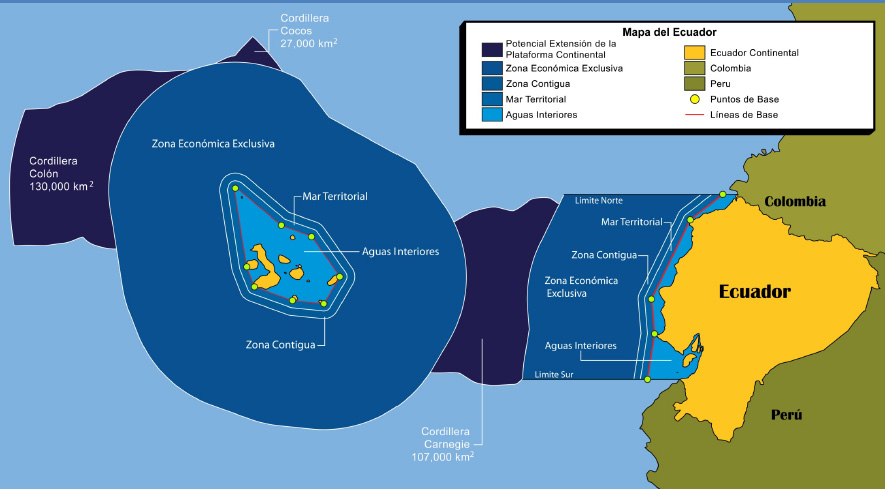 Cordillera
Cocos
27,000 km²
Mapa del Ecuador
Potencial Extensión de la
Plataforma Continental
Zona Económica Exclusiva
Zona Contigua
Mar Territorial
Aguas Interiores
Ecuador Continental
Colombia
Peru
Puntos de Base
Líneas de Base
Zona Económica Exclusiva
Cordillera
Colón
130,000 km²
Mar Territorial
Aguas Interiores
Zona Contigua
Limite Norte
Mar Territorial
Zona Contigua
Zona Económica
Exclusiva
Aguas Interiores
Limite Sur
Colombia
Ecuador
Perú
Cordillera
Carnegie
107,000 km²